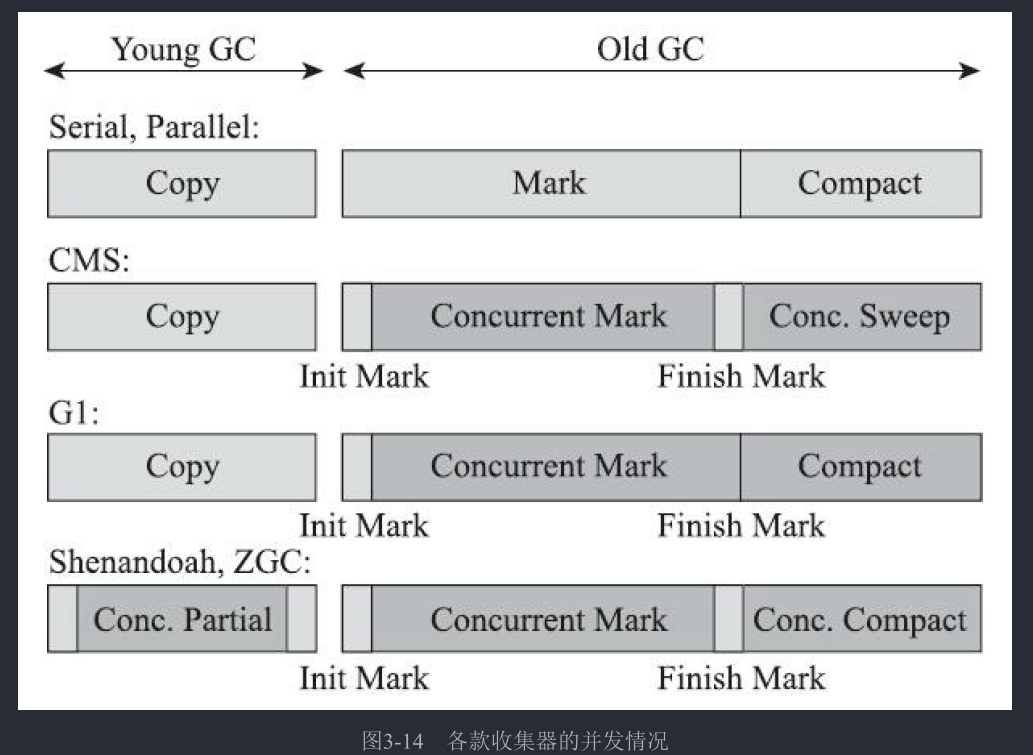 Young GC Old GC
Serial, Parallel:
Copy Mark Compact
CMS:
Copy Concurrent Mark Conc. Sweep
Init Mark Finish Mark
G1:
Copy Concurrent Mark Compact
Init Mark Finish Mark
Shenandoah, ZGC:
Conc. Partial Concurrent Mark Conc. Compact
Init Mark Finish Mark
图3-14 各款收集器的并发情况